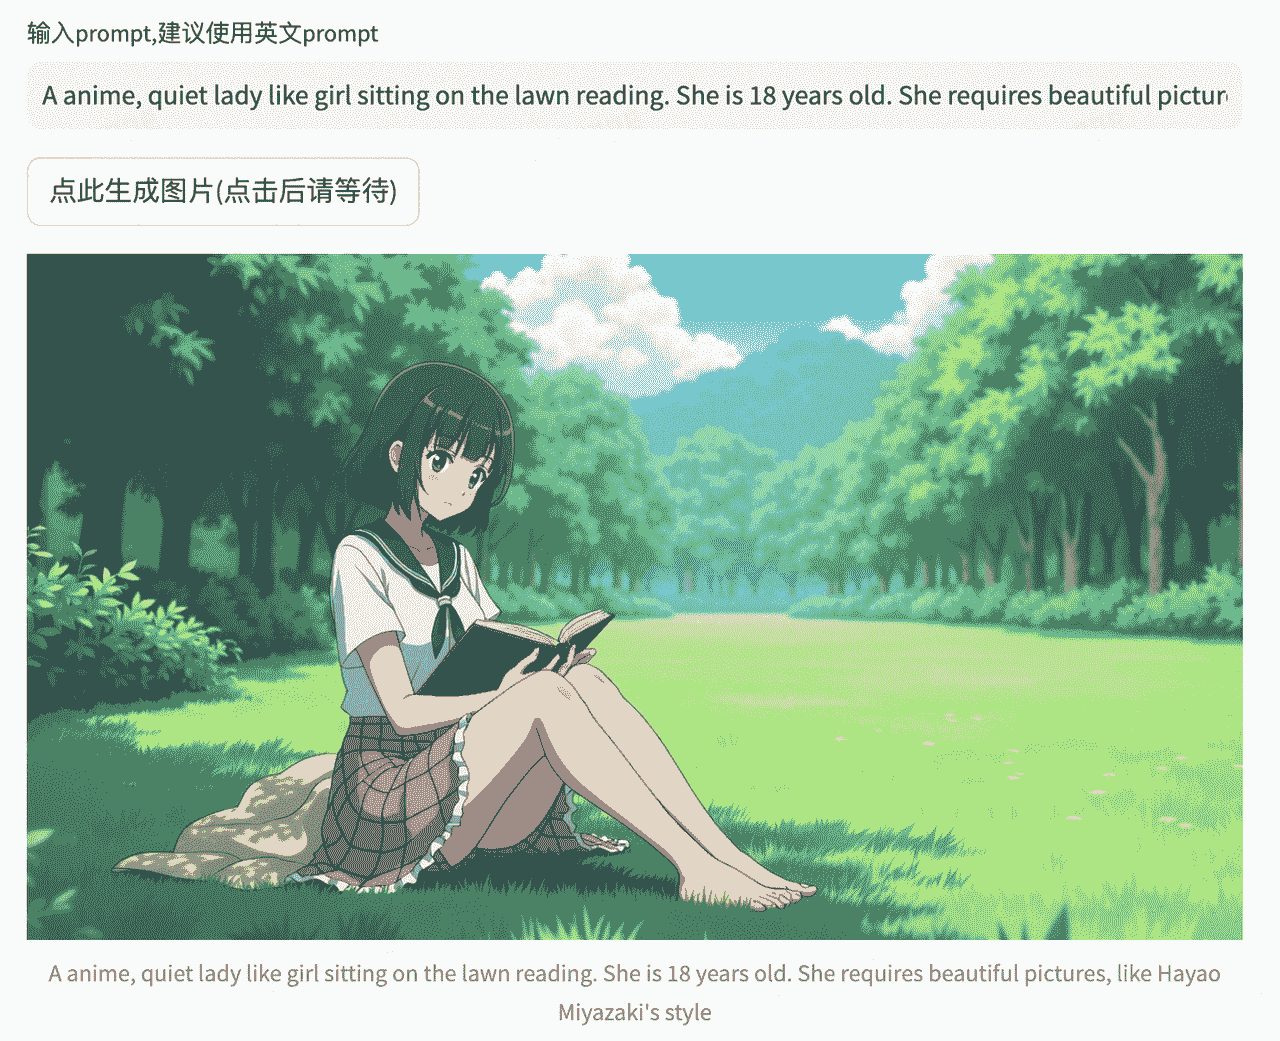 输入prompt,建议使用英文prompt
A anime, quiet lady like girl sitting on the lawn reading. She is 18 years old. She requires beautiful
点此生成图片(点击后请等待)
A anime, quiet lady like girl sitting on the lawn reading. She is 18 years old. She requires beautiful pictures, like Hayao
Miyazaki's style